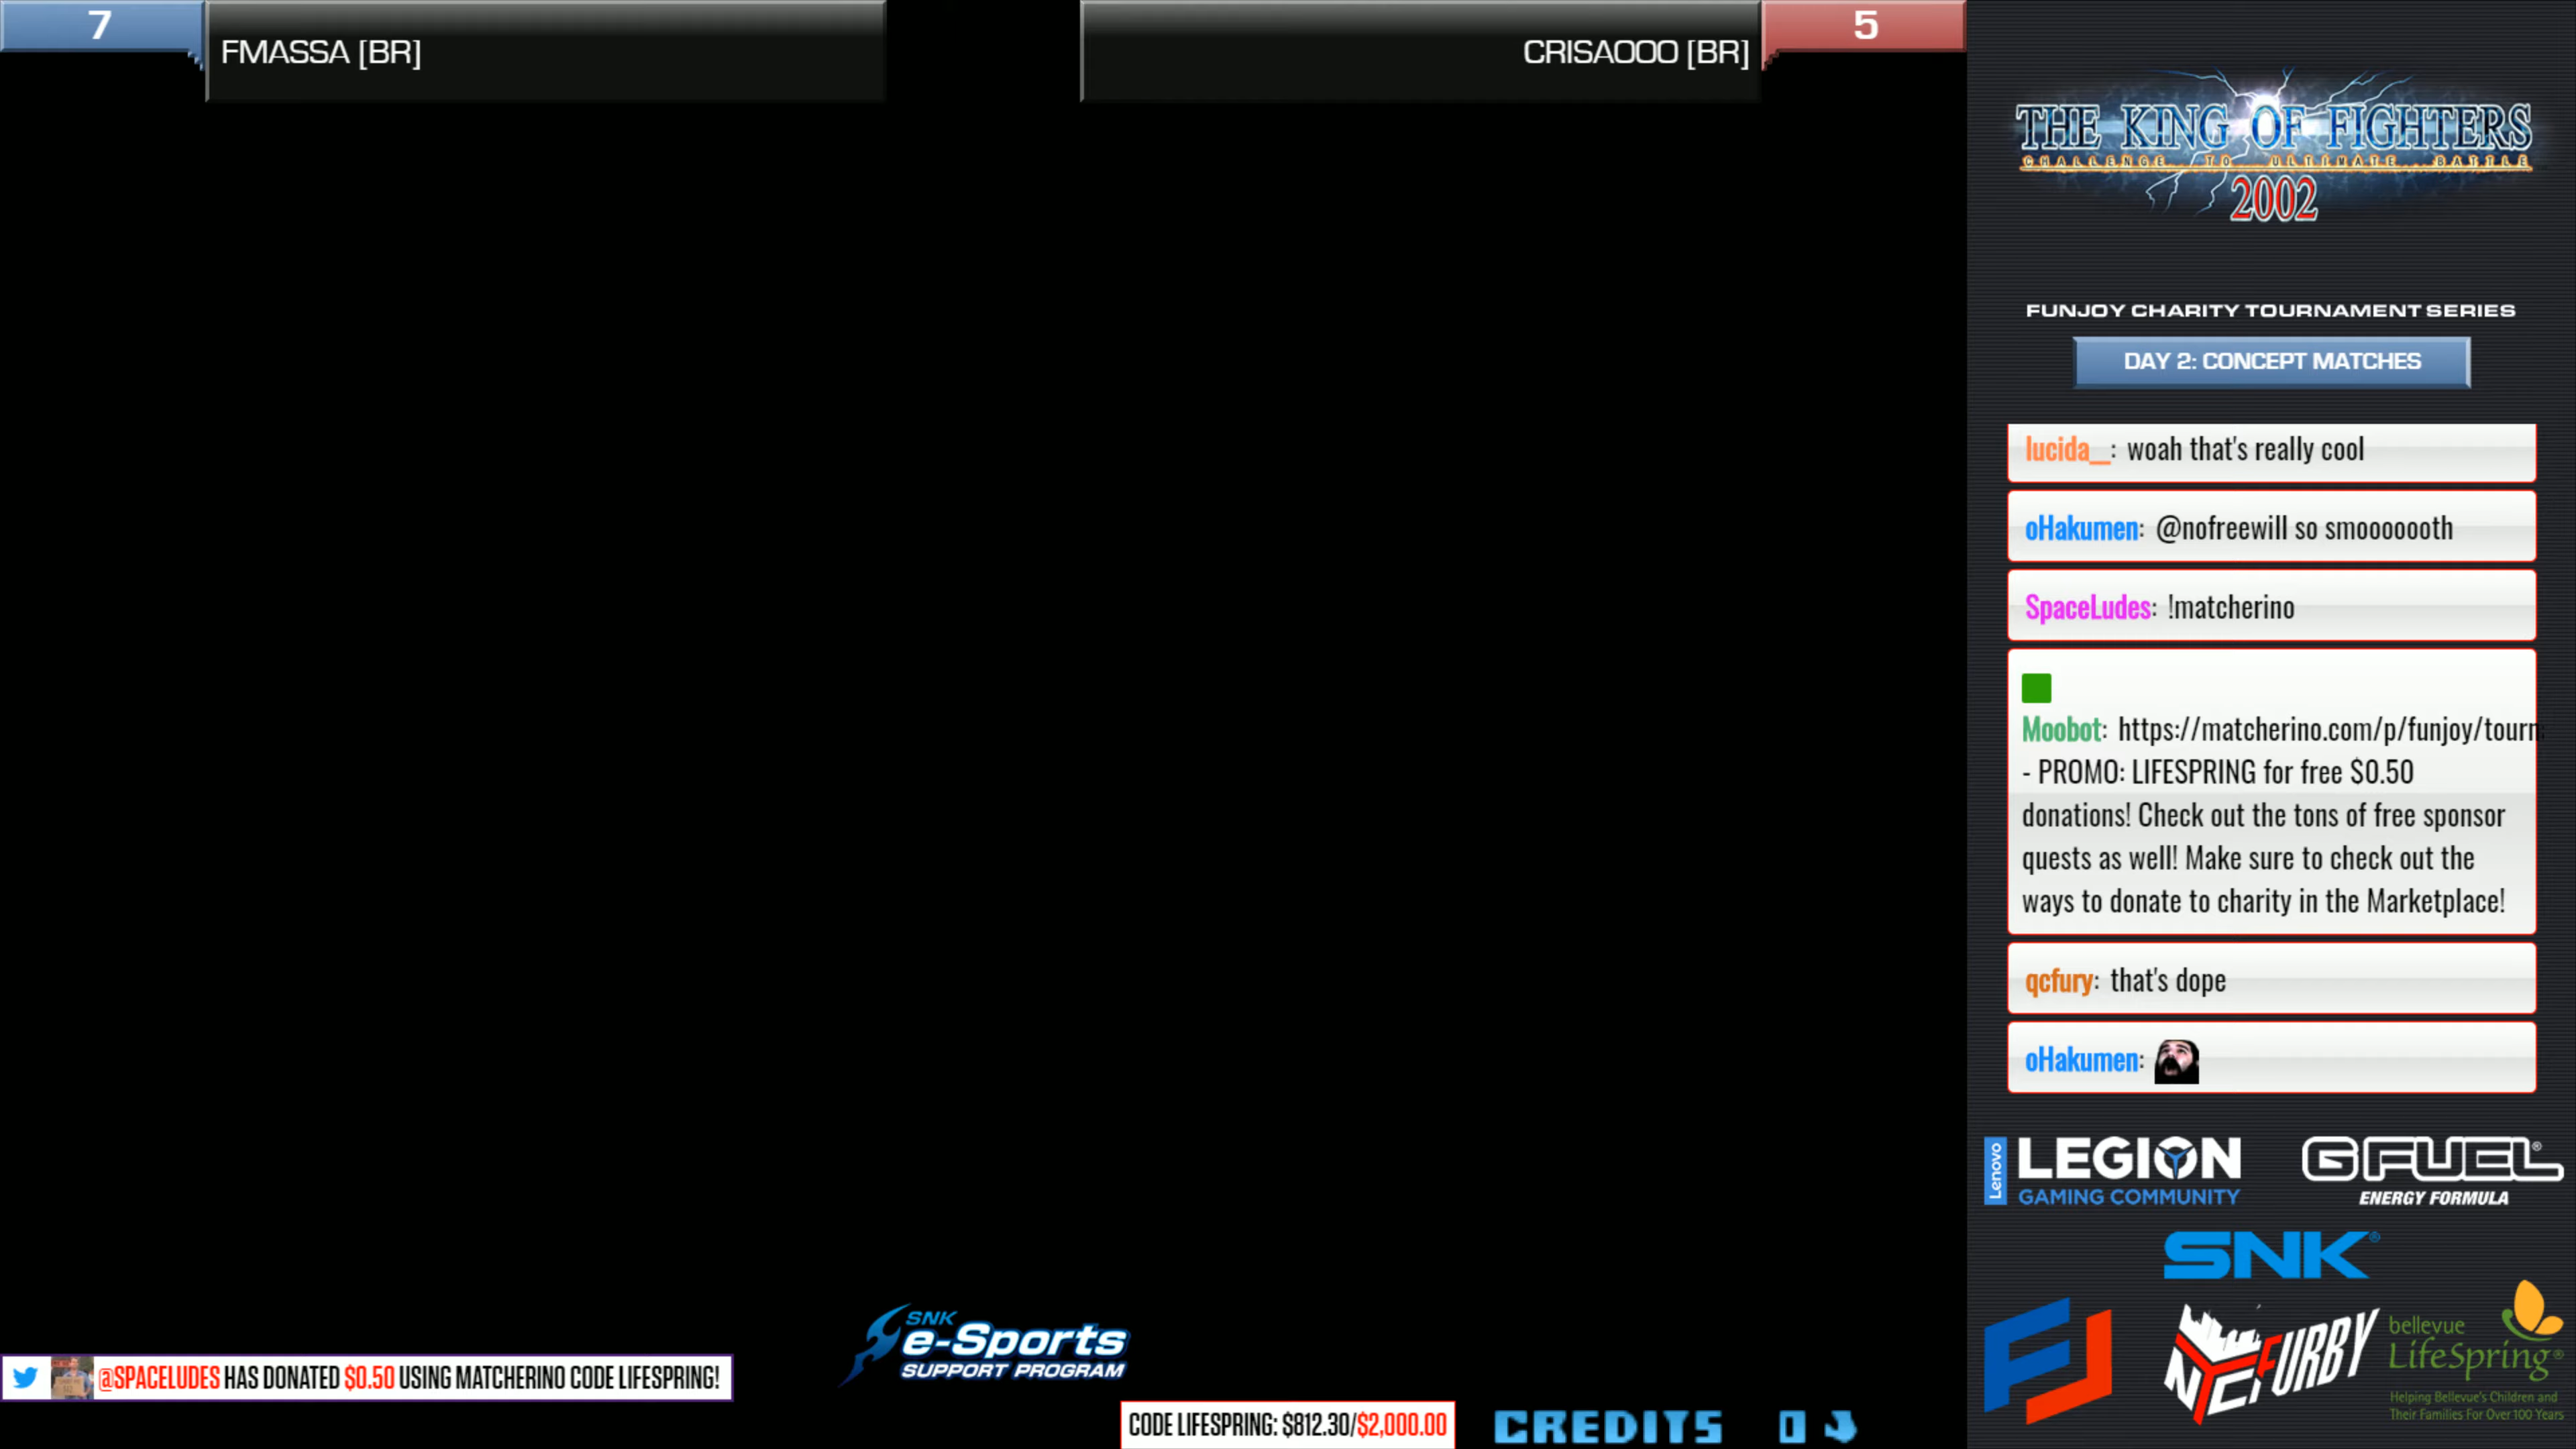 7
FMASSA [BR]
CRISAOOO [BR]
5
THE KING OF FIGHTERS
CHALLENGE TO ULTIMATE BATTLE
2002
FUNJOY CHARITY TOURNAMENT SERIES
DAY 2: CONCEPT MATCHES
lucida__: woah that's really cool
oHakumen: @nofreewill so smooooooth
SpaceLudes: !matcherino
Moobot: https://matcherino.com/p/funjoy/tourn
- PROMO: LIFESPRING for free $0.50
donations! Check out the tons of free sponsor
quests as well! Make sure to check out the
ways to donate to charity in the Marketplace!
qcfury: that's dope
oHakumen:
Lenovo
LEGION
GAMING COMMUNITY
G FUEL®
ENERGY FORMULA
SNK®
FJ
NYCFURBY
bellevue
LifeSpring®
Helping Bellevue's Children and
Their Families For Over 100 Years
SNK
e-Sports
SUPPORT PROGRAM
@SPACELUDES HAS DONATED $0.50 USING MATCHERINO CODE LIFESPRING!
CODE LIFESPRING: $812.30/$2,000.00
CREDITS 0